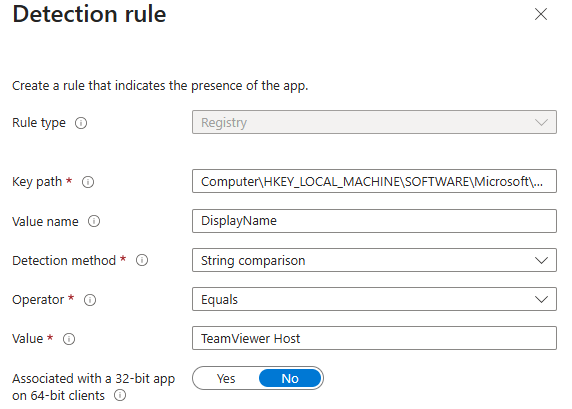 Detection rule
Create a rule that indicates the presence of the app.
Rule type
Registry
Key path *
Computer\HKEY_LOCAL_MACHINE\SOFTWARE\Microsoft\...
Value name
DisplayName
Detection method *
String comparison
Operator *
Equals
Value *
TeamViewer Host
Associated with a 32-bit app
on 64-bit clients
Yes No